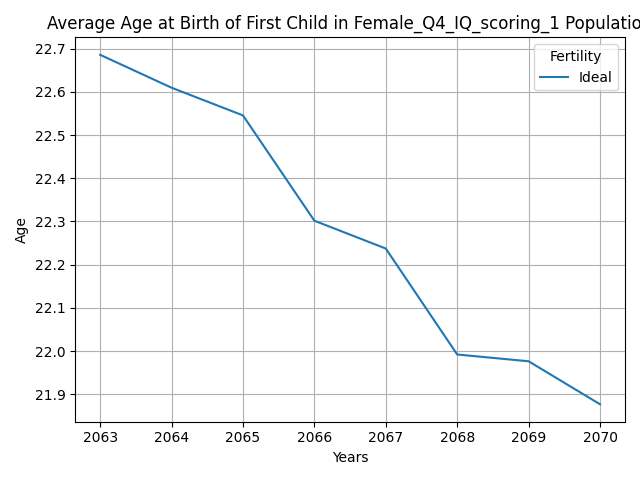 Average Age at Birth of First Child in Female_Q4_IQ_scoring_1 Populatio
22.7
22.6
22.5
22.4
22.3
22.2
22.1
22.0
21.9
Age
Fertility
Ideal
2063 2064 2065 2066 2067 2068 2069 2070
Years